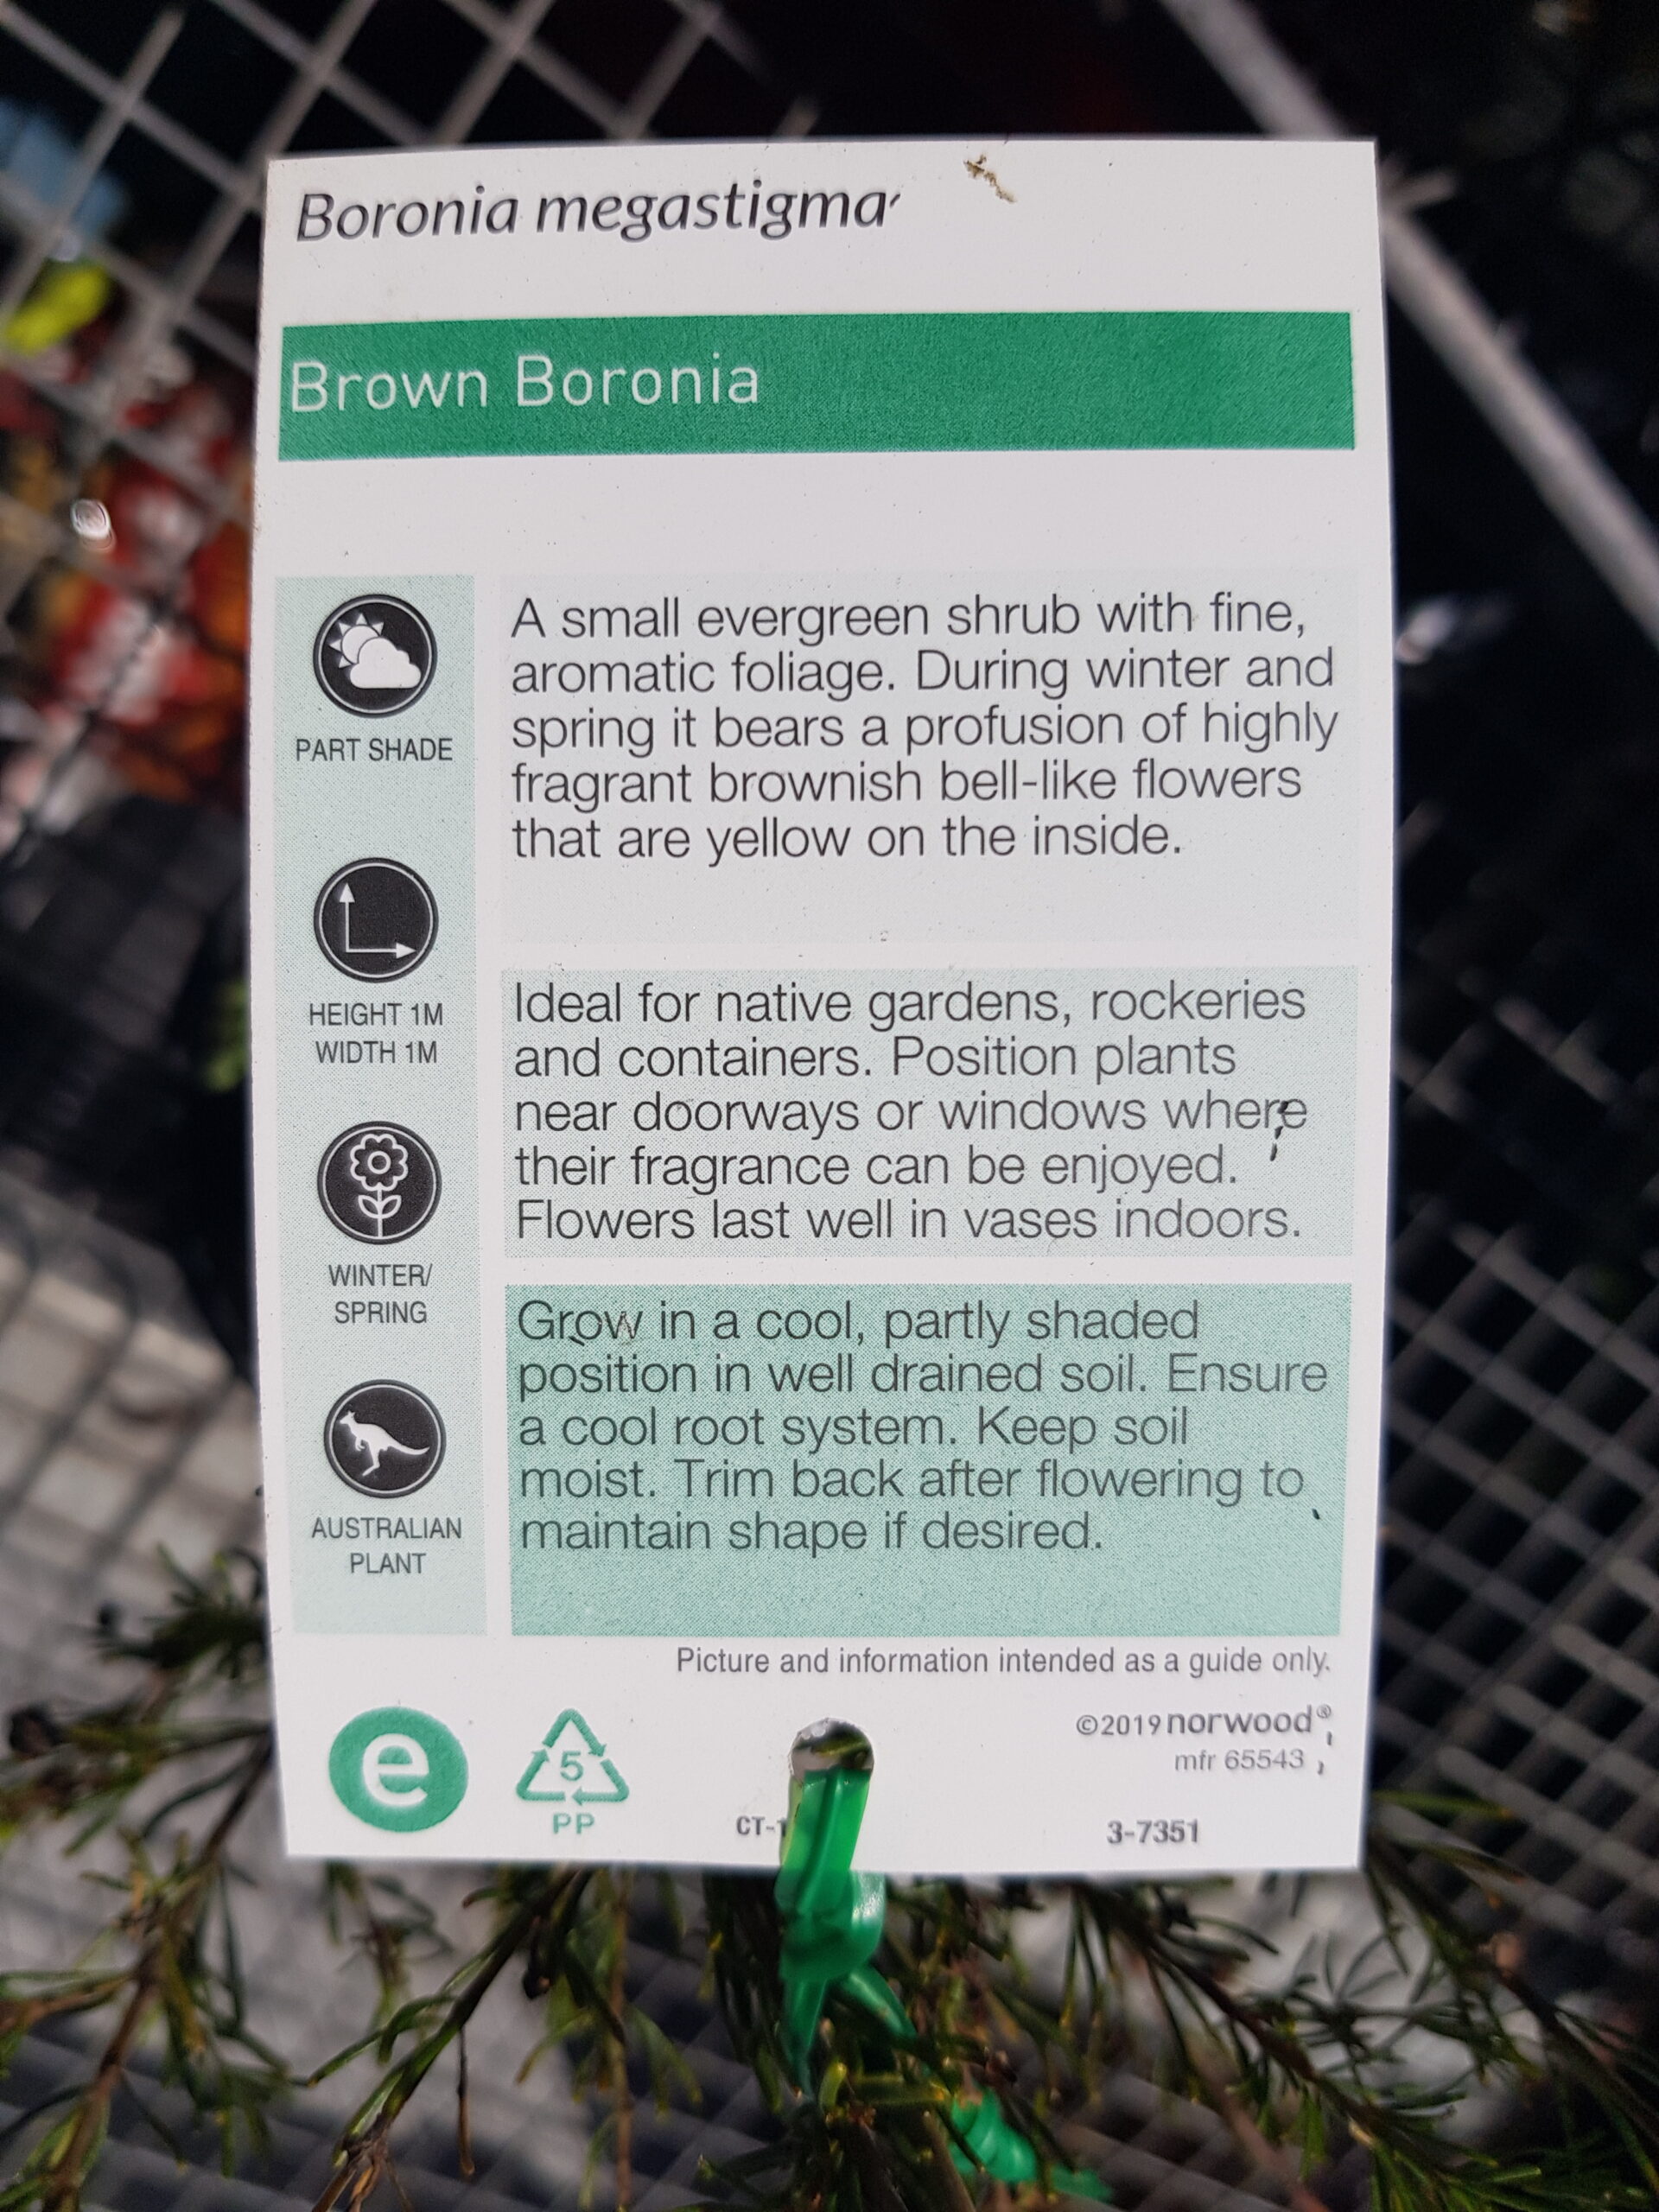 Boronia megastigma
Brown Boronia
PART SHADE
HEIGHT 1M
WIDTH 1M
WINTER/
SPRING
AUSTRALIAN
PLANT
A small evergreen shrub with fine,
aromatic foliage. During winter and
spring it bears a profusion of highly
fragrant brownish bell-like flowers
that are yellow on the inside.
Ideal for native gardens, rockeries
and containers. Position plants
near doorways or windows where
their fragrance can be enjoyed.
Flowers last well in vases indoors.
Grow in a cool, partly shaded
position in well drained soil. Ensure
a cool root system. Keep soil
moist. Trim back after flowering to
maintain shape if desired.
Picture and information intended as a guide only.
e
5
PP
©2019 norwood®
mfr 65543
3-7351